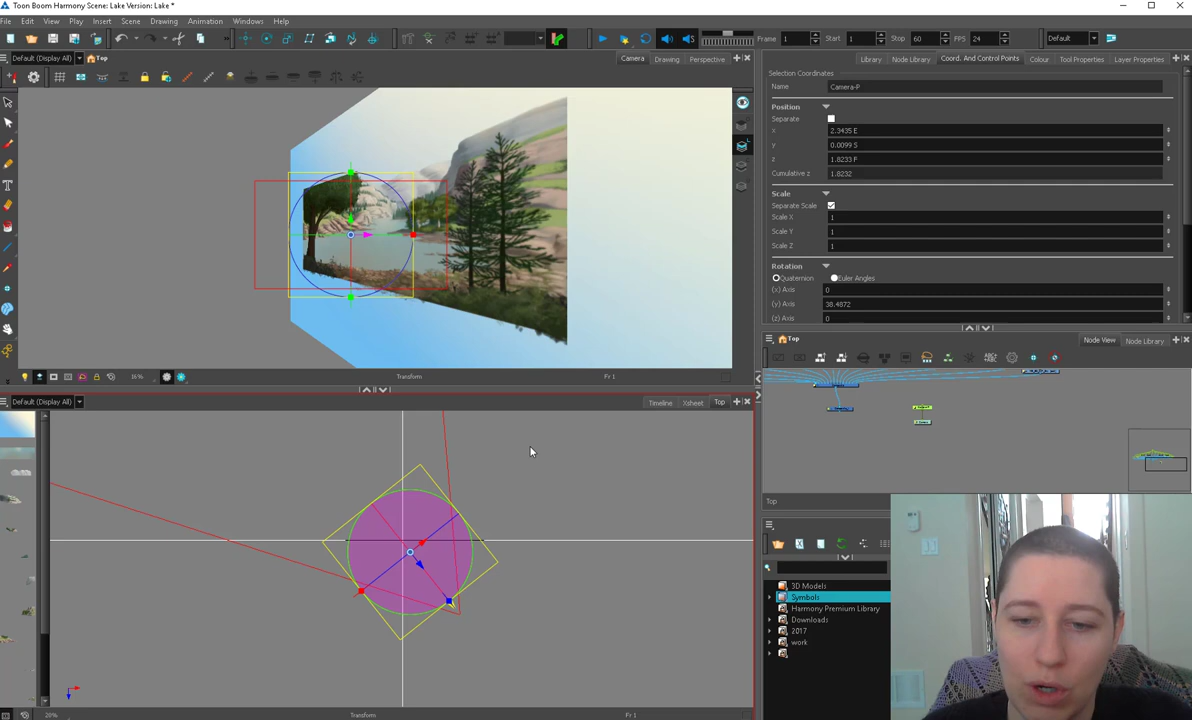 Toon Boom Harmony Scene: Lake Version: Lake *
File Edit View Play Insert Scene Drawing Animation Windows Help
Frame 1 Start 1 Stop 60 FPS 24 Default
Default (Display All) Top Camera Drawing Perspective
Library Node Library Coord. And Control Points Colour Tool Properties Layer Properties
Selection Coordinates
Name Camera-P
Position
Separate
x 2.3435 E
y 0.0099 S
z 1.8233 F
Cumulative z 1.8232
Scale
Separate Scale
Scale X 1
Scale Y 1
Scale Z 1
Rotation
Quaternion Euler Angles
(x) Axis 0
(y) Axis 38.4872
(z) Axis 0
Top Node View Node Library
16% Transform Fr 1
Default (Display All) Timeline Xsheet Top
Top
3D Models
Symbols
Harmony Premium Library
Downloads
2017
work
Transform Fr 1